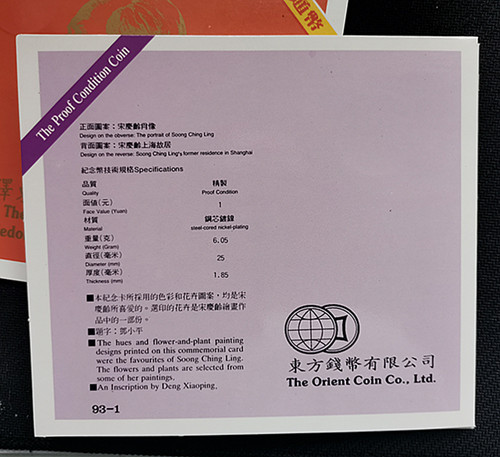 通幣
The Proof Condition Coin
正面圖案：宋慶齡肖像
Design on the obverse: The portrait of Soong Ching Ling
背面圖案：宋慶齡上海故居
Design on the reverse: Soong Ching Ling's former residence in Shanghai
紀念幣技術規格Specifications
品質 精製
Quality Proof Condition
面值(元) 1
Face Value (Yuan)
材質 鋼芯鍍鎳
Material steel-cored nickel-plating
重量(克) 6.05
Weight (Gram)
直徑(毫米) 25
Diameter (mm)
厚度(毫米) 1.85
Thickness (mm)
■本紀念卡所採用的色彩和花卉圖案，均是宋
慶齡所喜愛的。選印的花卉是宋慶齡繪畫作
品中的一部份。
■題字：鄧小平
■The hues and flower-and-plant painting
designs printed on this commemorial card
were the favourites of Soong Ching Ling.
The flowers and plants are selected from
some of her paintings.
■An Inscription by Deng Xiaoping.
93-1
東方錢幣有限公司
The Orient Coin Co., Ltd.
The
edo